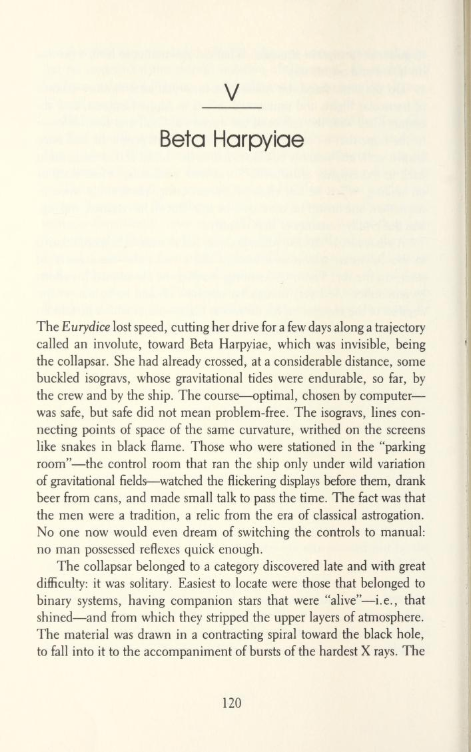 V
Beta Harpyiae
The Eurydice lost speed, cutting her drive for a few days along a trajectory
called an involute, toward Beta Harpyiae, which was invisible, being
the collapsar. She had already crossed, at a considerable distance, some
buckled isogravs, whose gravitational tides were endurable, so far, by
the crew and by the ship. The course—optimal, chosen by computer—
was safe, but safe did not mean problem-free. The isogravs, lines con-
necting points of space of the same curvature, writhed on the screens
like snakes in black flame. Those who were stationed in the “parking
room”—the control room that ran the ship only under wild variation
of gravitational fields—watched the flickering displays before them, drank
beer from cans, and made small talk to pass the time. The fact was that
the men were a tradition, a relic from the era of classical astrogation.
No one now would even dream of switching the controls to manual:
no man possessed reflexes quick enough.
The collapsar belonged to a category discovered late and with great
difficulty: it was solitary. Easiest to locate were those that belonged to
binary systems, having companion stars that were “alive”—i.e., that
shined—and from which they stripped the upper layers of atmosphere.
The material was drawn in a contracting spiral toward the black hole,
to fall into it to the accompaniment of bursts of the hardest X rays. The
120